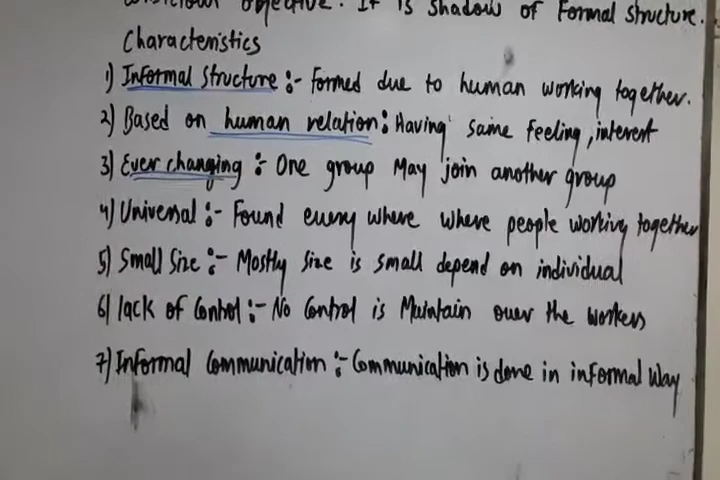 objective. It is shadow of Formal structure.
Characteristics
1) Informal Structure :- Formed due to human working together.
2) Based on human relation: Having same feeling, interest
3) Ever changing :- One group May join another group
4) Universal :- Found every where where people working together
5) Small Size :- Mostly Size is small depend on individual
6) lack of Control :- No Control is Maintain over the workers
7) Informal Communication :- Communication is done in informal way